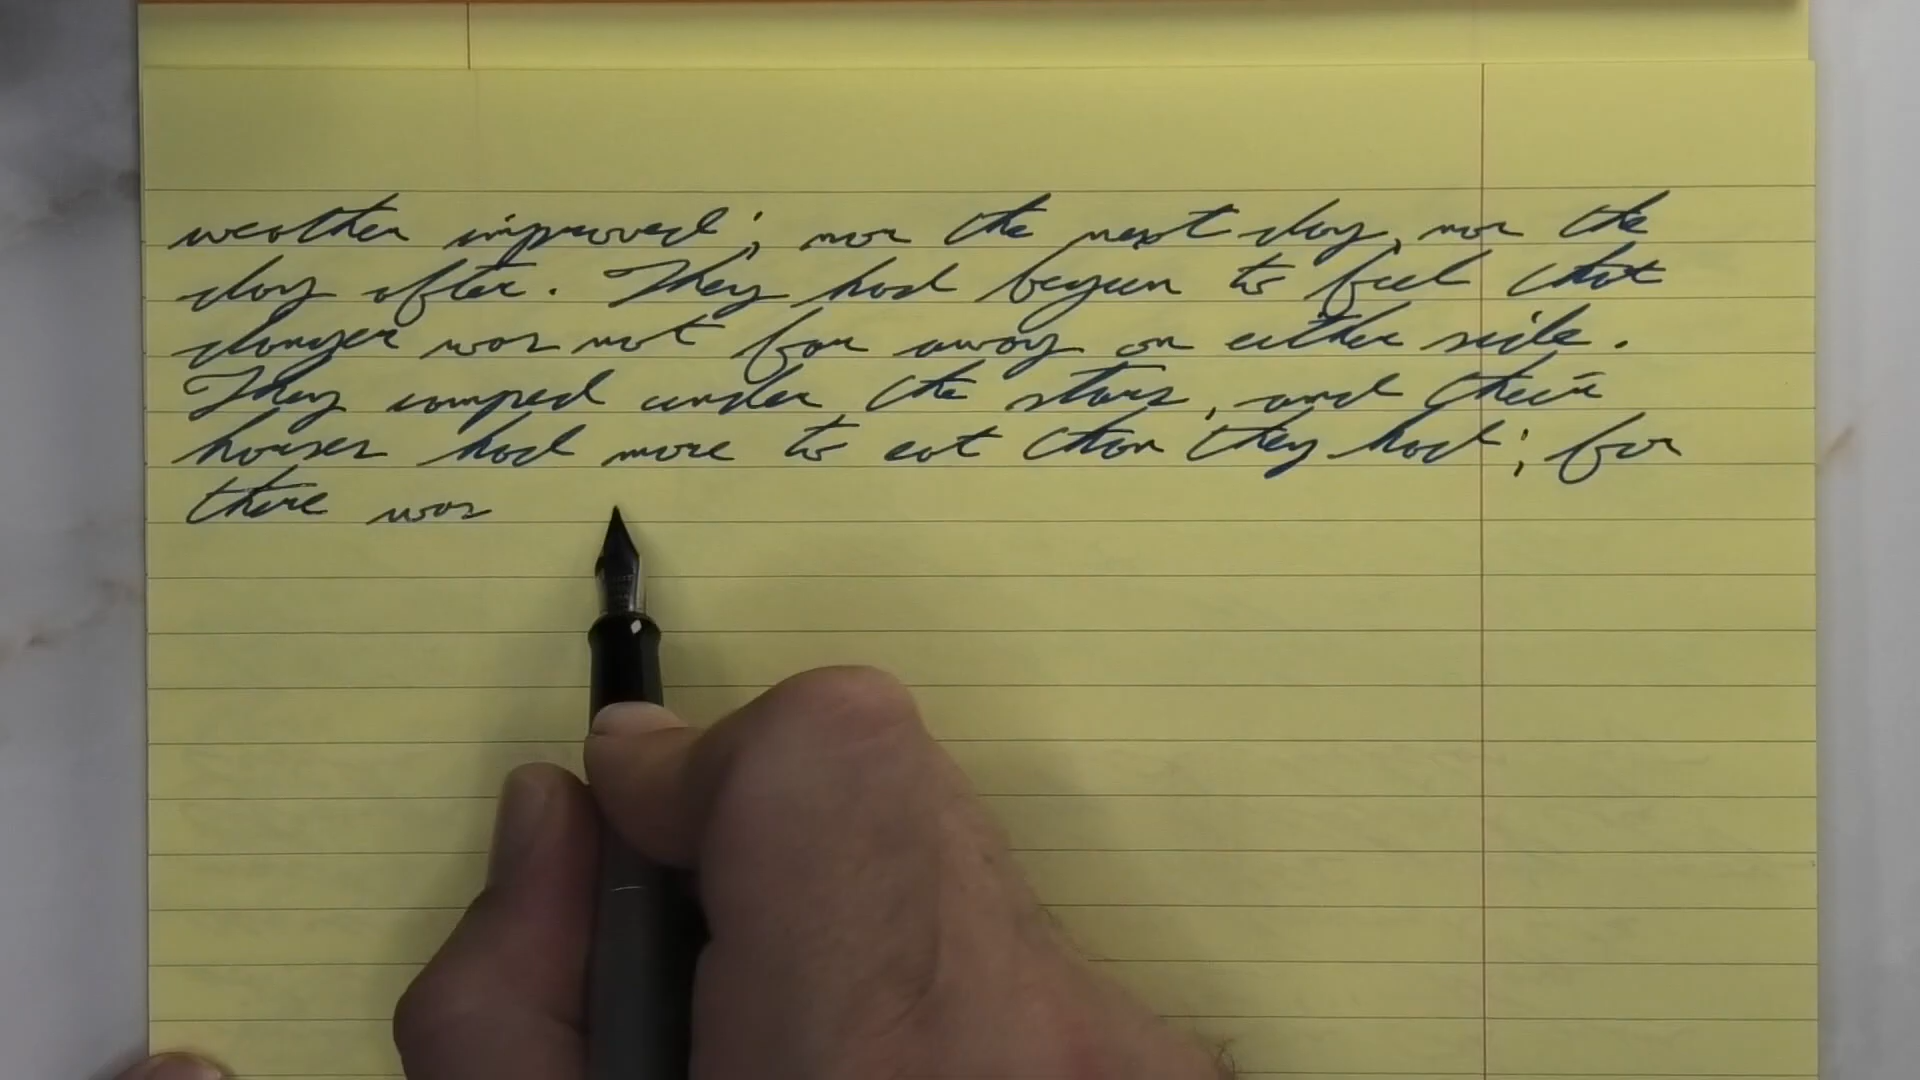 weather improved; nor the next day, nor the
day after. They had begun to feel that
danger was not far away on either side.
They camped under the stars, and their
horses had more to eat than they had; for
there was